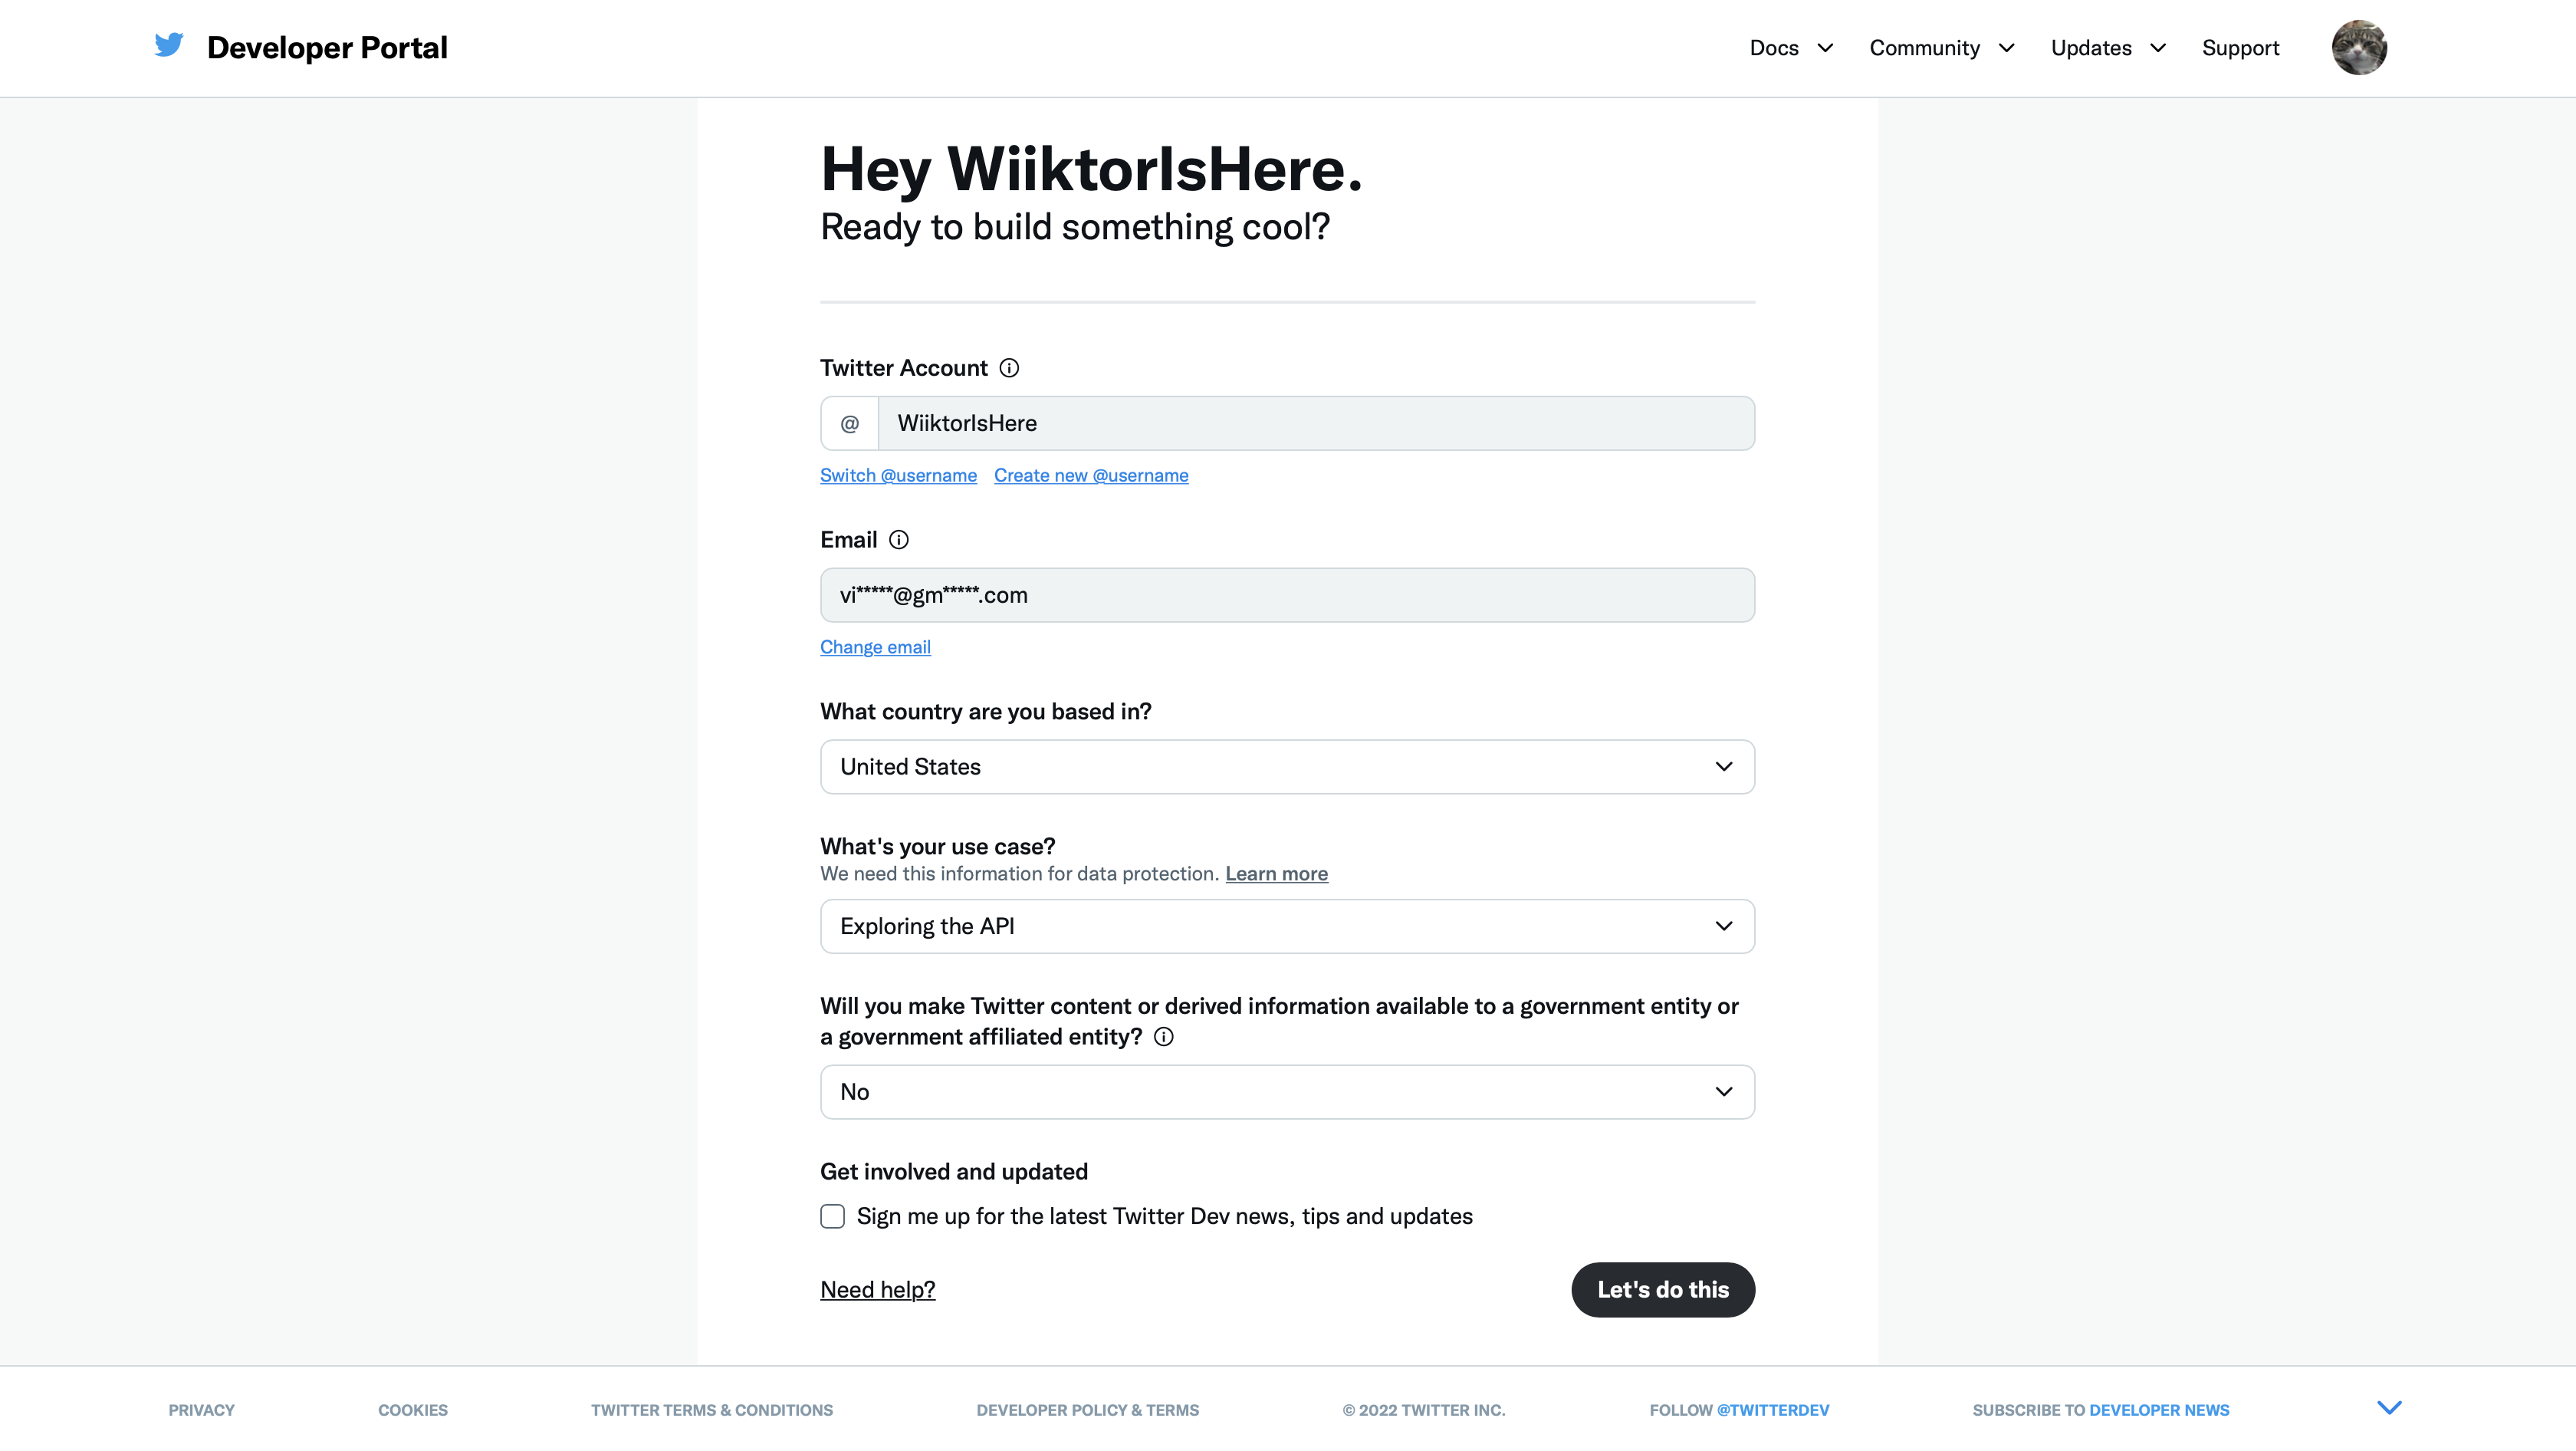 Developer Portal
Docs Community Updates Support
Hey WiiktorIsHere.
Ready to build something cool?
Twitter Account
@ WiiktorIsHere
Switch @username Create new @username
Email
vi*****@gm*****.com
Change email
What country are you based in?
United States
What's your use case?
We need this information for data protection. Learn more
Exploring the API
Will you make Twitter content or derived information available to a government entity or
a government affiliated entity?
No
Get involved and updated
Sign me up for the latest Twitter Dev news, tips and updates
Need help? Let's do this
PRIVACY COOKIES TWITTER TERMS & CONDITIONS DEVELOPER POLICY & TERMS © 2022 TWITTER INC. FOLLOW @TWITTERDEV SUBSCRIBE TO DEVELOPER NEWS